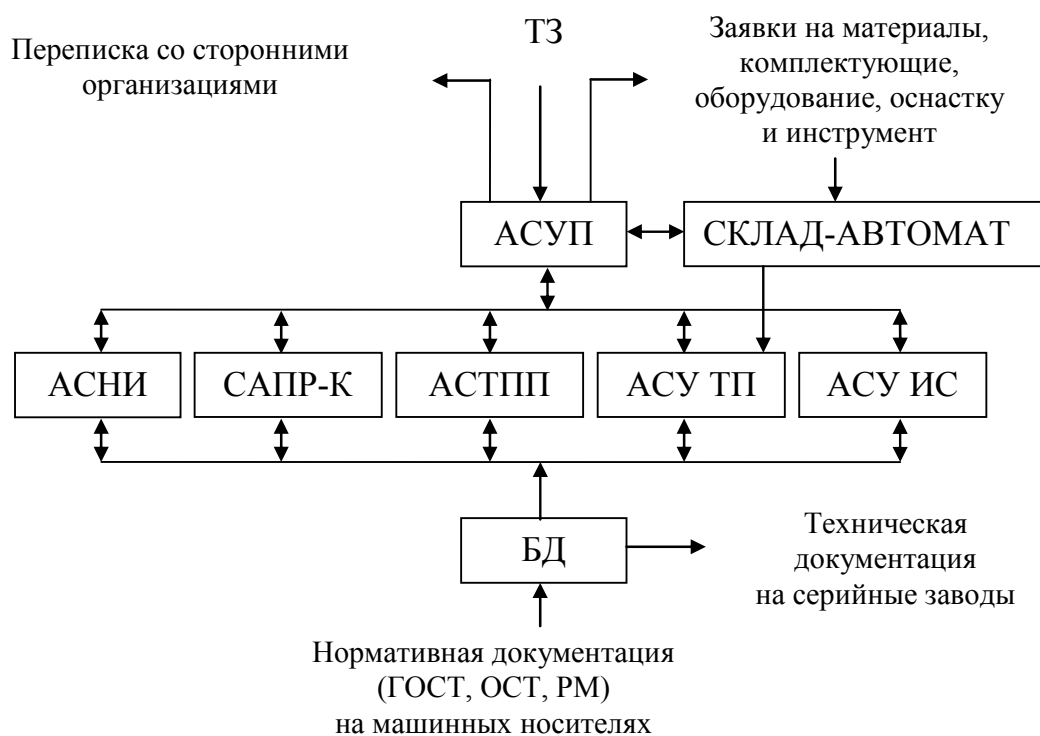 Переписка со сторонними
организациями
ТЗ
Заявки на материалы,
комплектующие,
оборудование, оснастку
и инструмент
АСУП
СКЛАД-АВТОМАТ
АСНИ
САПР-К
АСТПП
АСУ ТП
АСУ ИС
БД
Техническая
документация
на серийные заводы
Нормативная документация
(ГОСТ, ОСТ, РМ)
на машинных носителях